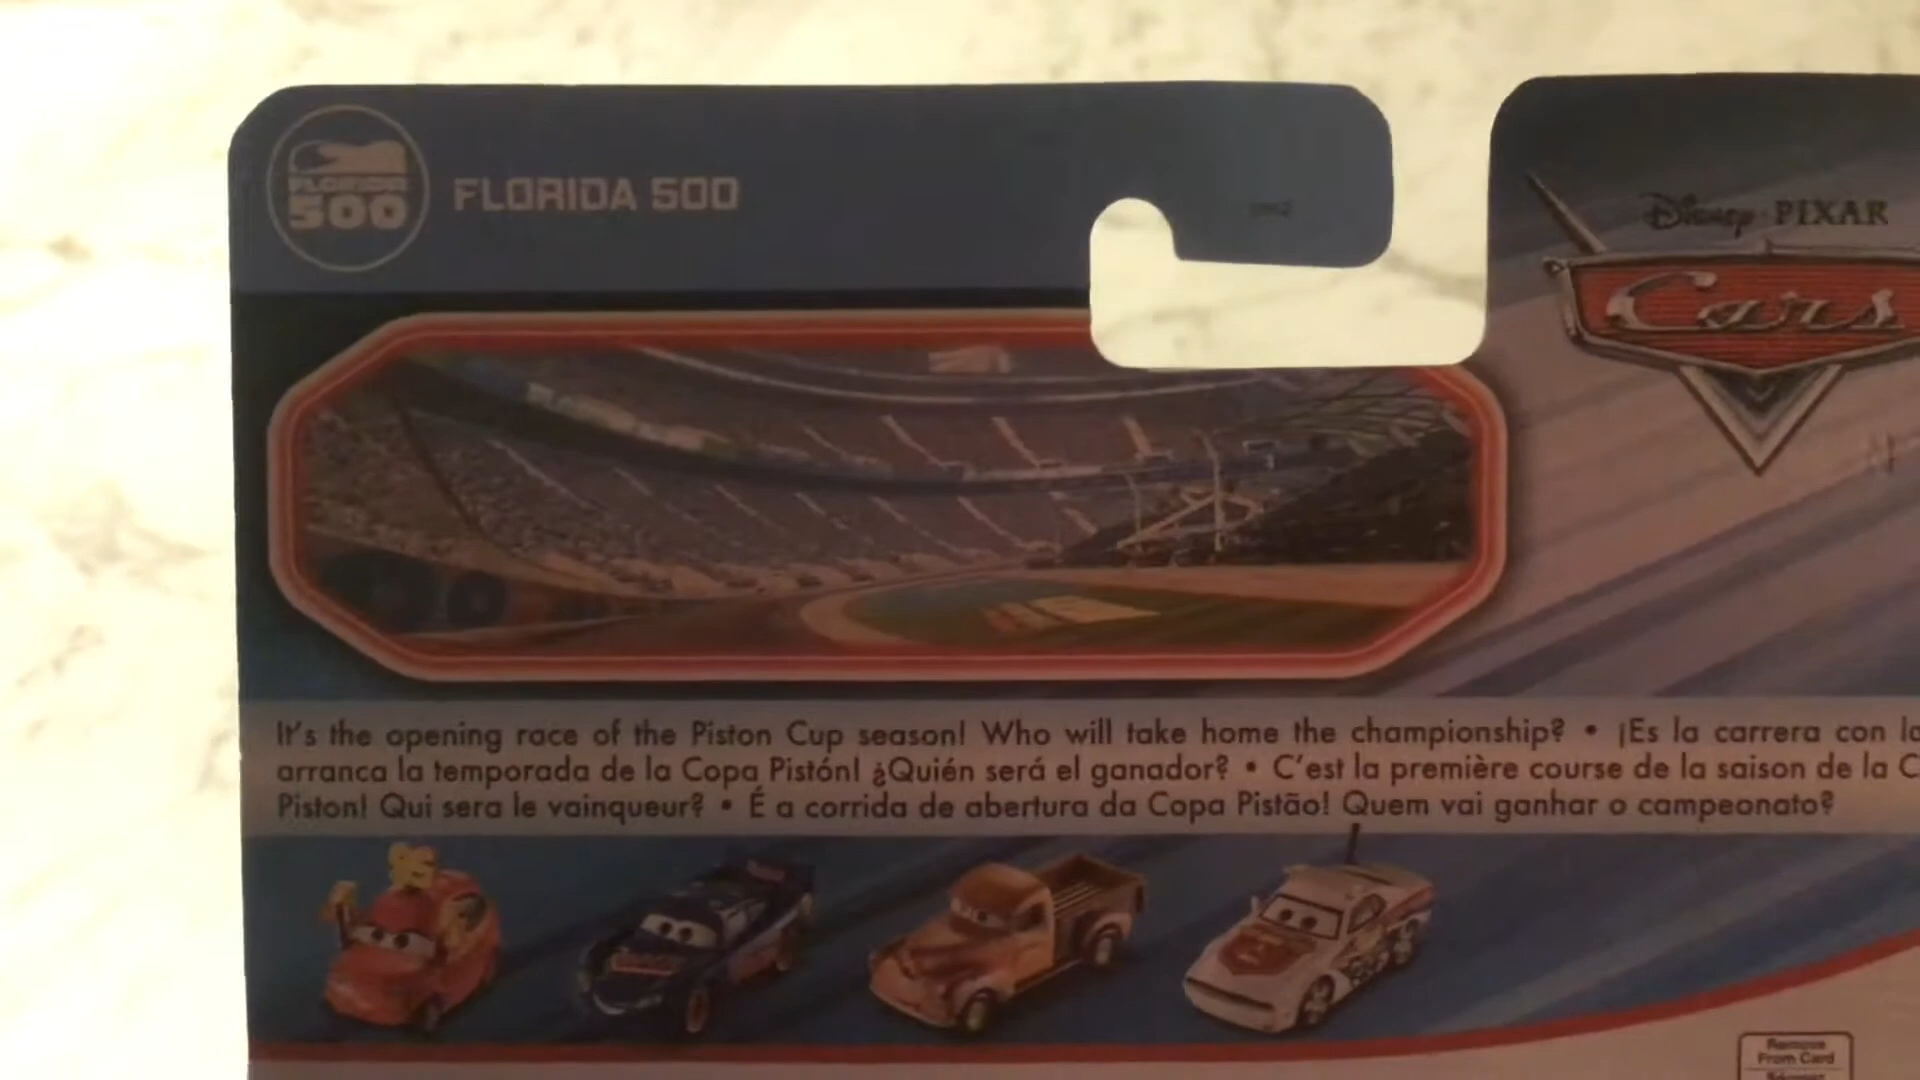 FLORIDA
500
FLORIDA 500
Disney PIXAR
Cars
It's the opening race of the Piston Cup season! Who will take home the championship? • ¡Es la carrera con la
arranca la temporada de la Copa Pistón! ¿Quién será el ganador? • C'est la première course de la saison de la C
Piston! Qui sera le vainqueur? • É a corrida de abertura da Copa Pistão! Quem vai ganhar o campeonato?
Remove
From Card